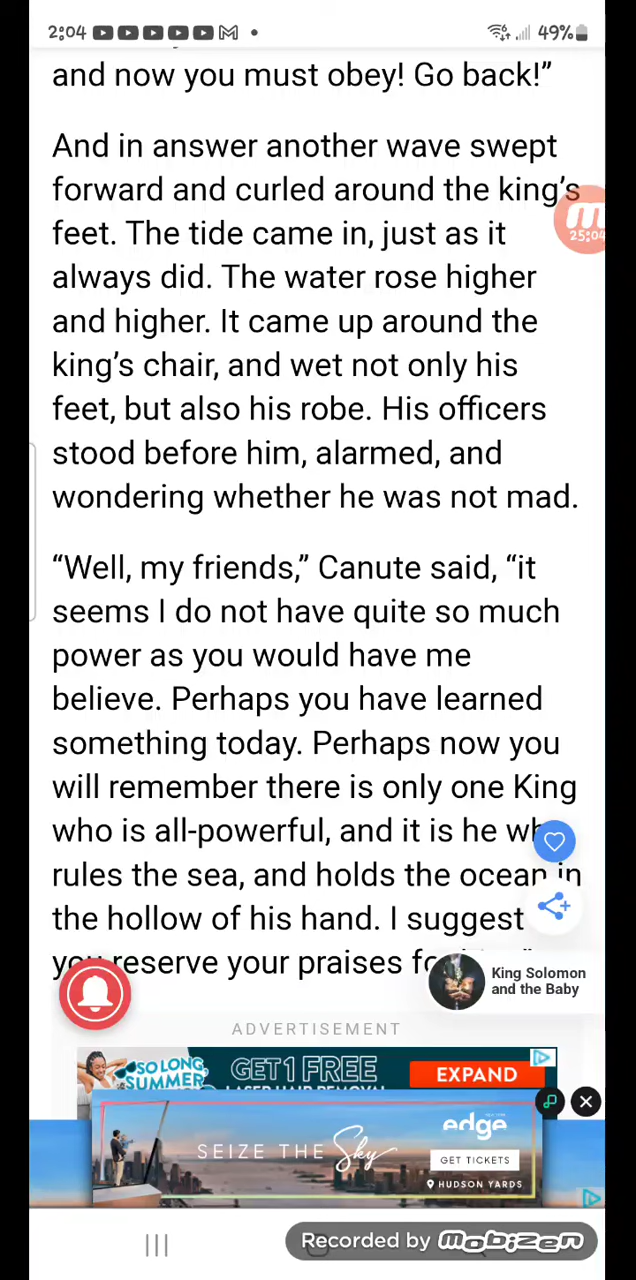 2:04
49%
and now you must obey! Go back!”
And in answer another wave swept
forward and curled around the king’s
feet. The tide came in, just as it
25:04
always did. The water rose higher
and higher. It came up around the
king’s chair, and wet not only his
feet, but also his robe. His officers
stood before him, alarmed, and
wondering whether he was not mad.
“Well, my friends,” Canute said, “it
seems I do not have quite so much
power as you would have me
believe. Perhaps you have learned
something today. Perhaps now you
will remember there is only one King
who is all-powerful, and it is he
rules the sea, and holds the ocean in
the hollow of his hand. I suggest
reserve your praises
King Solomon
and the Baby
ADVERTISEMENT
SO LONG,
SUMMER
GET 1 FREE
LASER HAIR REMOVAL
EXPAND
edge
SEIZE THE Sky
GET TICKETS
HUDSON YARDS
Recorded by mobizen